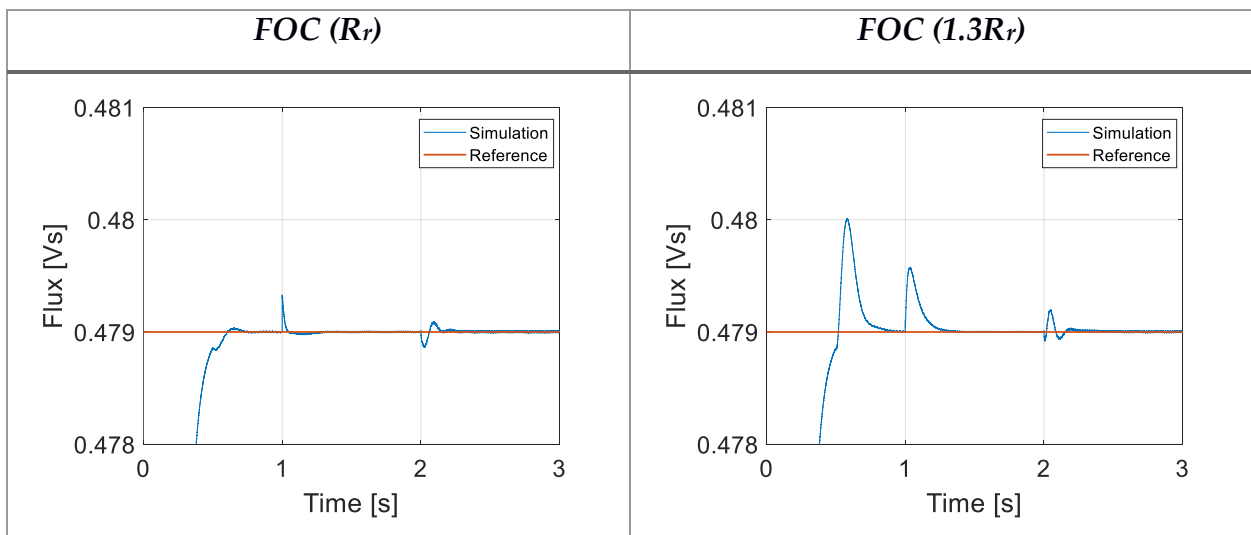 FOC (Rᵣ)
FOC (1.3Rᵣ)
0.481
0.48
0.479
0.478
Flux [Vs]
0
1
2
3
Time [s]
Simulation
Reference
0.481
0.48
0.479
0.478
Flux [Vs]
0
1
2
3
Time [s]
Simulation
Reference